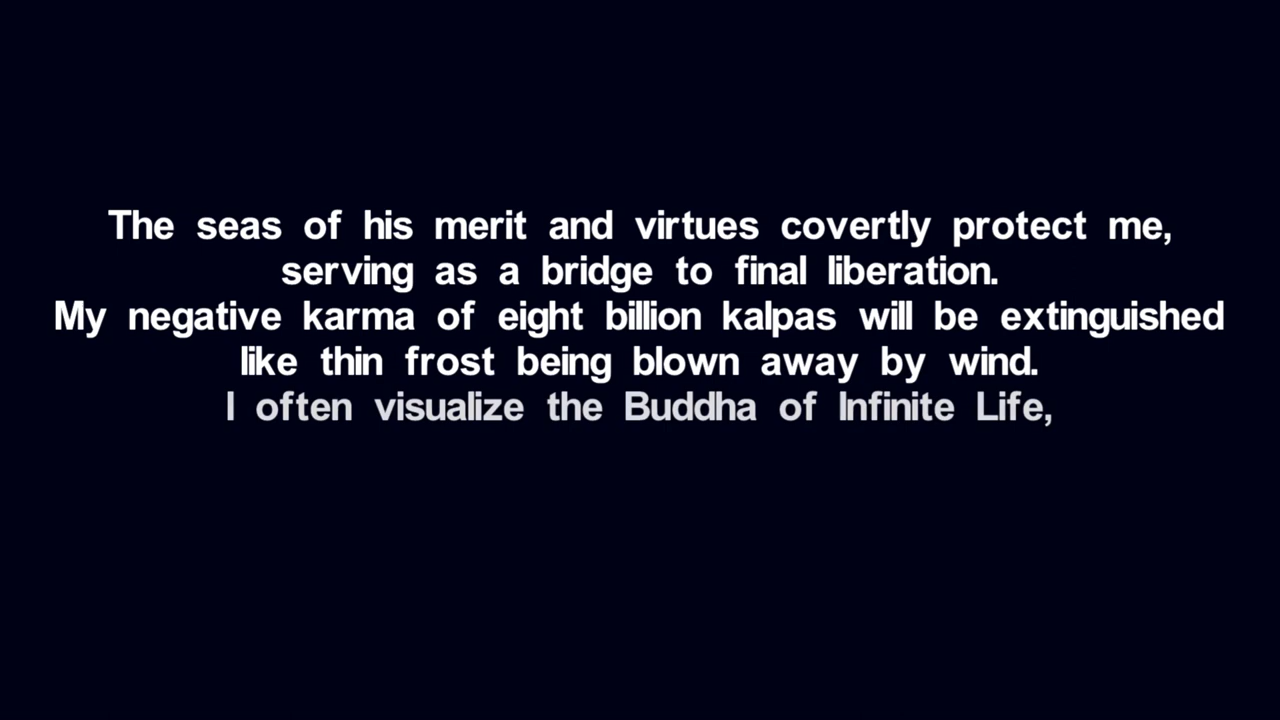 The seas of his merit and virtues covertly protect me,
serving as a bridge to final liberation.
My negative karma of eight billion kalpas will be extinguished
like thin frost being blown away by wind.
I often visualize the Buddha of Infinite Life,